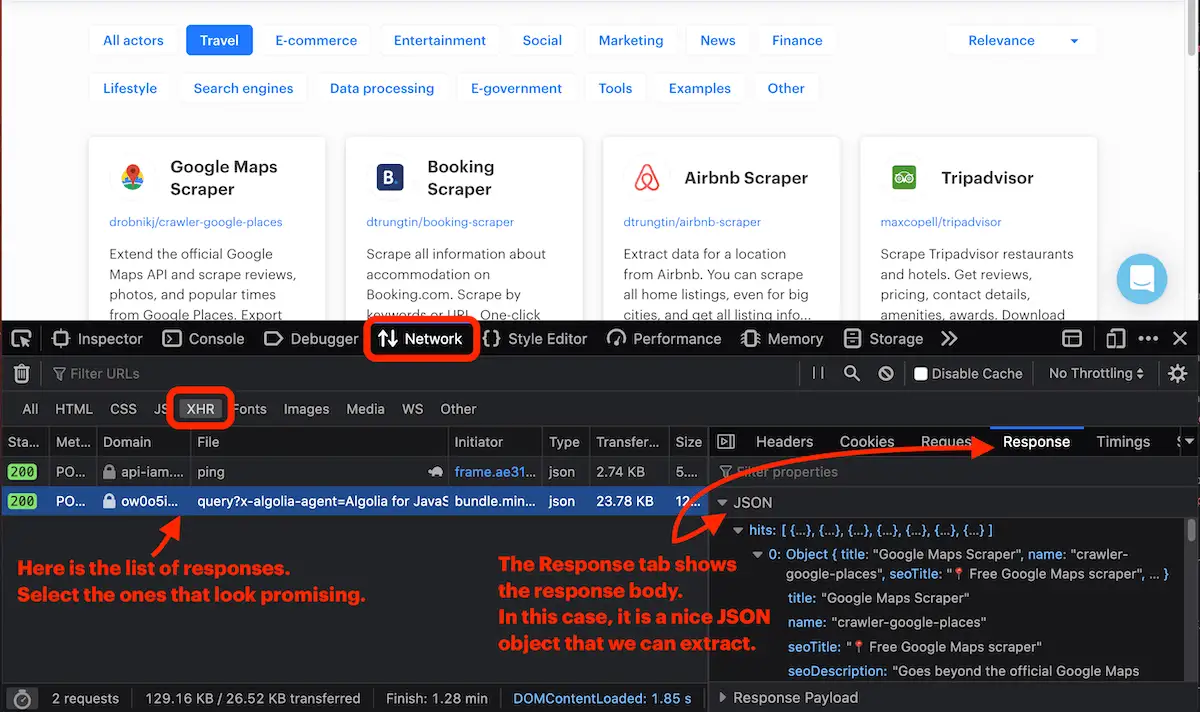 All actors Travel E-commerce Entertainment Social Marketing News Finance Relevance
Lifestyle Search engines Data processing E-government Tools Examples Other
Google Maps
Scraper
drobnikj/crawler-google-places
Extend the official Google
Maps API and scrape reviews,
photos, and popular times
from Google Places. Export
B.
Booking
Scraper
dtrungtin/booking-scraper
Scrape all information about
accommodation on
Booking.com. Scrape by
keywords or URL. One-click
Airbnb Scraper
dtrungtin/airbnb-scraper
Extract data for a location
from Airbnb. You can scrape
all home listings, even for big
cities, and get all listing info...
Tripadvisor
maxcopell/tripadvisor
Scrape Tripadvisor restaurants
and hotels. Get reviews,
pricing, contact details,
amenities, awards. Download
Inspector Console Debugger Network Style Editor Performance Memory Storage
Filter URLs Disable Cache No Throttling
All HTML CSS JS XHR Fonts Images Media WS Other
Sta... Met... Domain File Initiator Type Transfer... Size
200 PO... api-iam.... ping frame.ae31... json 2.74 KB 5....
200 PO... ow0o5i... query?x-algolia-agent=Algolia for JavaS bundle.min... json 23.78 KB 12...
Here is the list of responses.
Select the ones that look promising.
The Response tab shows
the response body.
In this case, it is a nice JSON
object that we can extract.
Headers Cookies Request Response Timings
Filter properties
JSON
hits: [ {…}, {…}, {…}, {…}, {…}, {…}, {…} ]
0: Object { title: "Google Maps Scraper", name: "crawler-
google-places", seoTitle: "📍 Free Google Maps scraper", … }
title: "Google Maps Scraper"
name: "crawler-google-places"
seoTitle: "📍 Free Google Maps scraper"
seoDescription: "Goes beyond the official Google Maps
Response Payload
2 requests 129.16 KB / 26.52 KB transferred Finish: 1.28 min DOMContentLoaded: 1.85 s